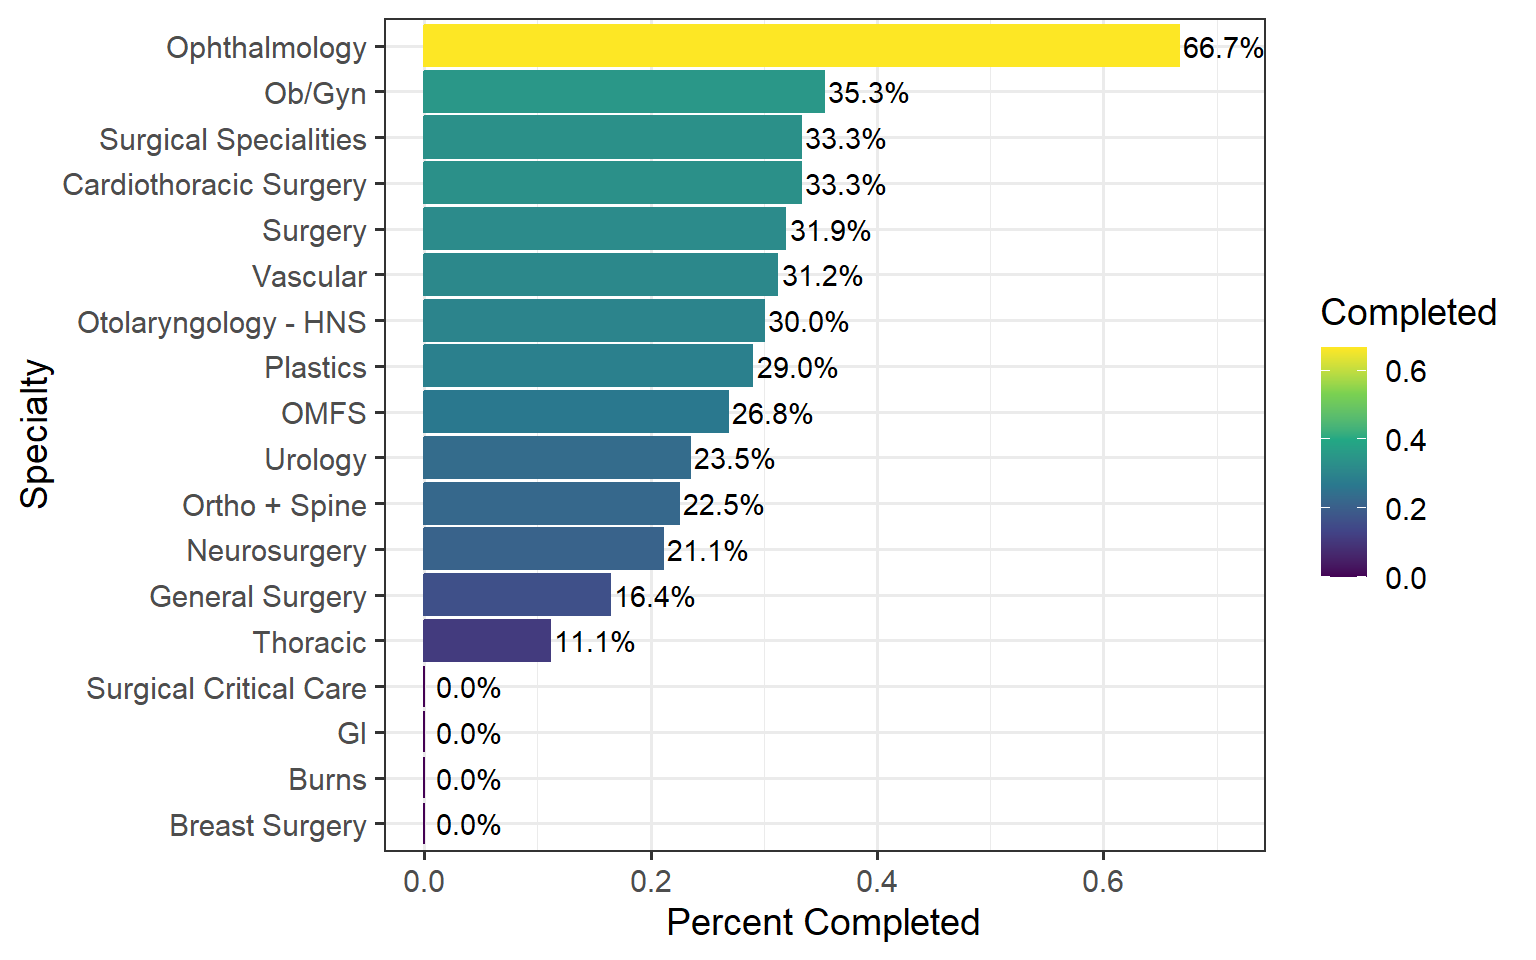 Ophthalmology 66.7%
Ob/Gyn 35.3%
Surgical Specialities 33.3%
Cardiothoracic Surgery 33.3%
Surgery 31.9%
Vascular 31.2%
Otolaryngology - HNS 30.0%
Plastics 29.0%
OMFS 26.8%
Urology 23.5%
Ortho + Spine 22.5%
Neurosurgery 21.1%
General Surgery 16.4%
Thoracic 11.1%
Surgical Critical Care 0.0%
GI 0.0%
Burns 0.0%
Breast Surgery 0.0%
0.0 0.2 0.4 0.6
Percent Completed
Specialty
Completed
0.6
0.4
0.2
0.0